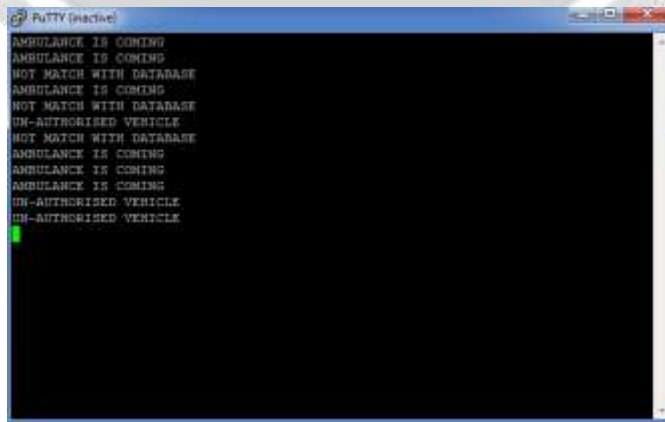 PuTTY (inactive)
AMBULANCE IS COMING
AMBULANCE IS COMING
NOT MATCH WITH DATABASE
AMBULANCE IS COMING
NOT MATCH WITH DATABASE
UN-AUTHORISED VEHICLE
NOT MATCH WITH DATABASE
AMBULANCE IS COMING
AMBULANCE IS COMING
AMBULANCE IS COMING
UN-AUTHORISED VEHICLE
UN-AUTHORISED VEHICLE